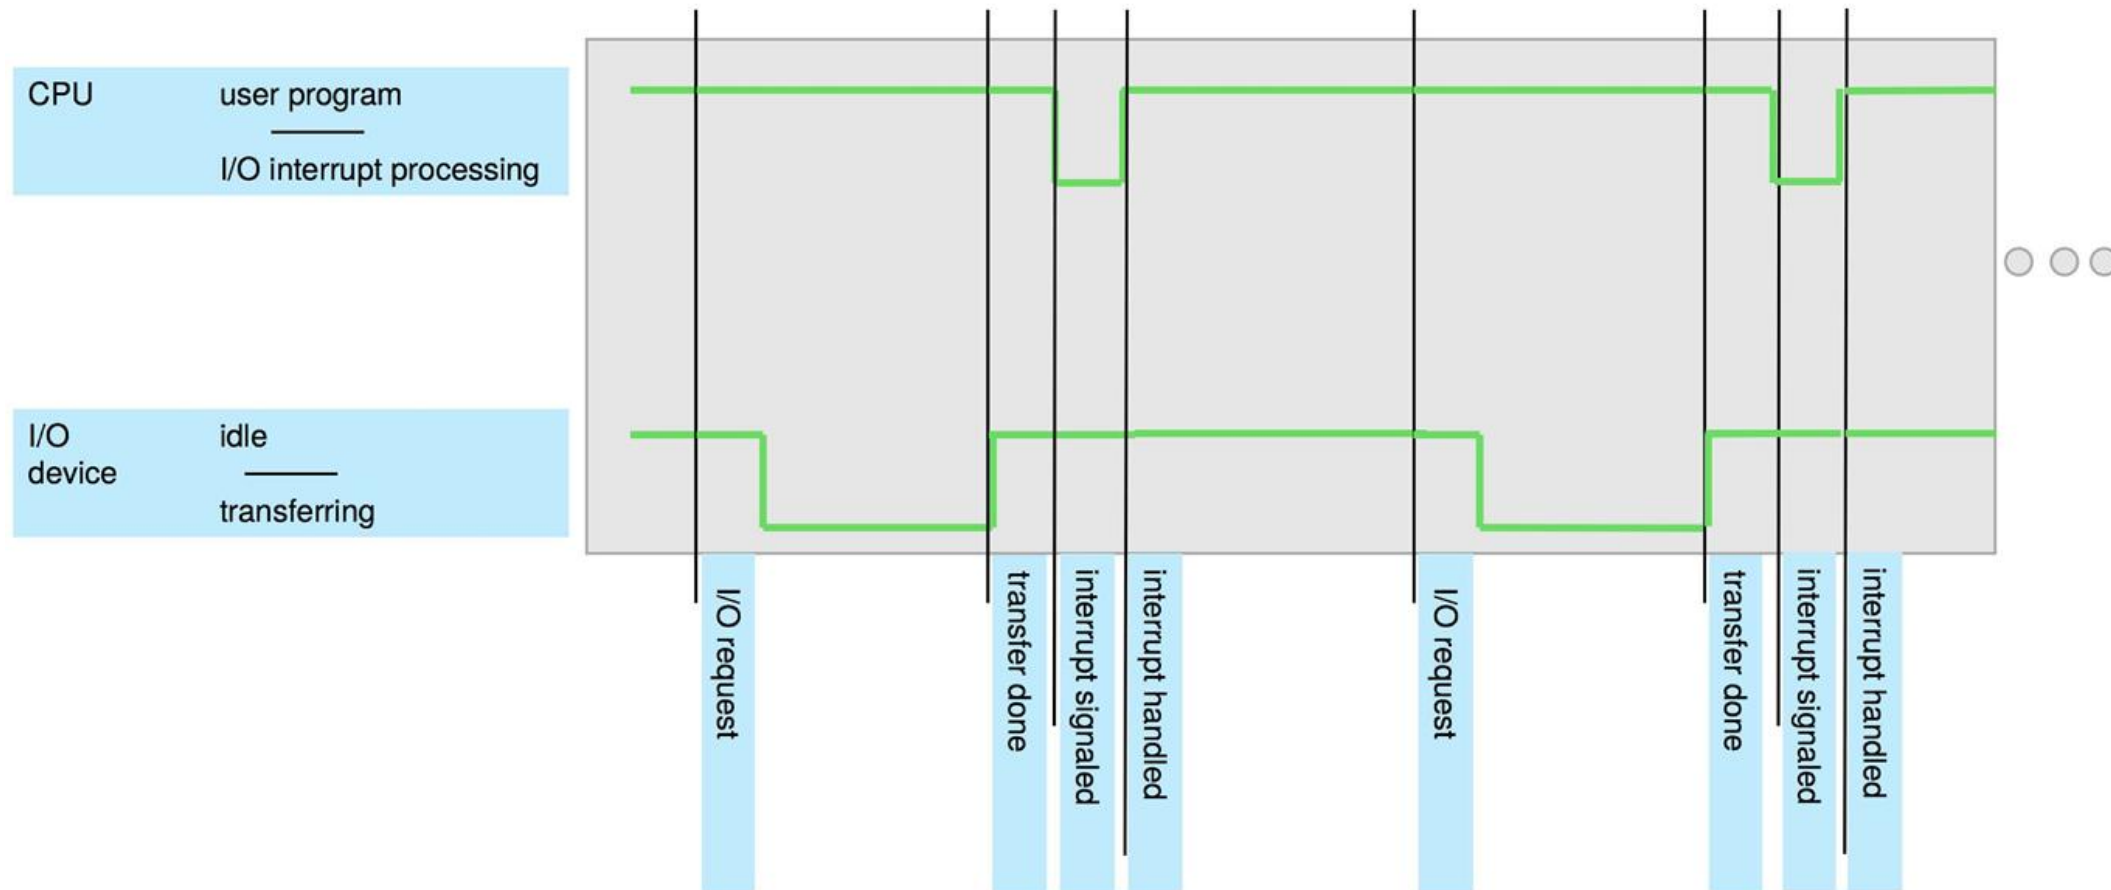 CPU
user program
I/O interrupt processing
I/O
device
idle
transferring
I/O request
transfer done
interrupt signaled
interrupt handled
I/O request
transfer done
interrupt signaled
interrupt handled